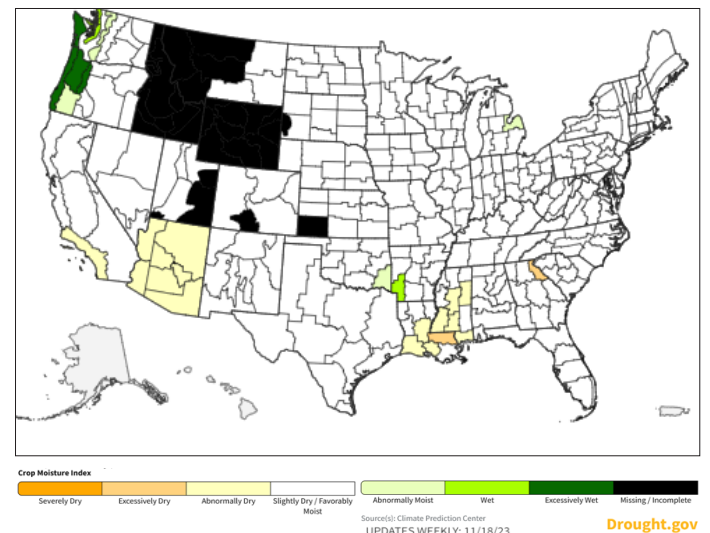 Crop Moisture Index
Severely Dry
Excessively Dry
Abnormally Dry
Slightly Dry / Favorably
Moist
Abnormally Moist
Wet
Excessively Wet
Missing / Incomplete
Source(s): Climate Prediction Center
UPDATES WEEKLY: 11/18/23
Drought.gov